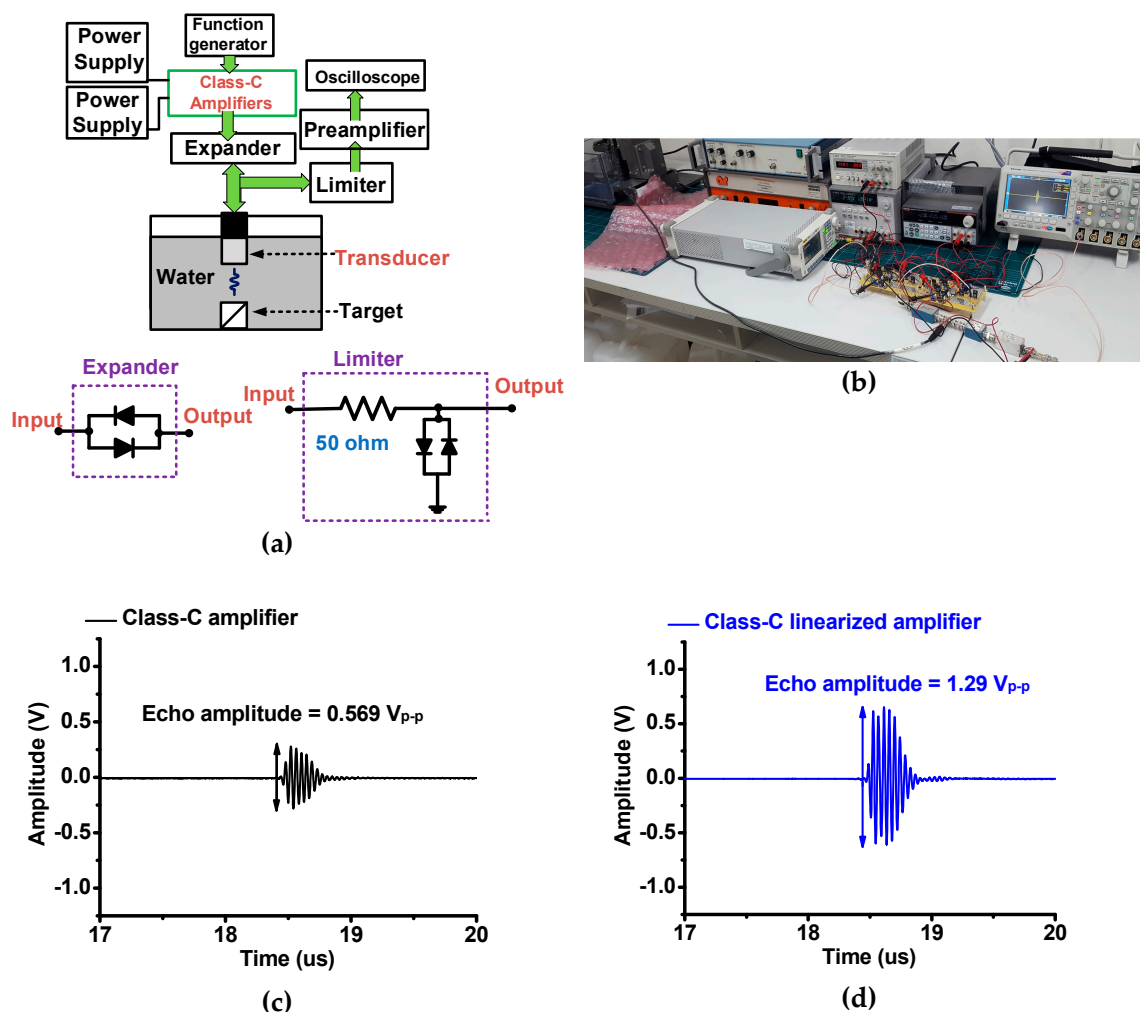 Function
generator
Power
Supply
Class-C
Amplifiers
Power
Supply
Oscilloscope
Preamplifier
Expander
Limiter
Water
Transducer
Target
Expander
Input
Output
Limiter
Input
Output
50 ohm
(a)
(b)
Class-C amplifier
Echo amplitude = 0.569 Vp-p
Amplitude (V)
1.0
0.5
0.0
-0.5
-1.0
17 18 19 20
Time (us)
(c)
Class-C linearized amplifier
Echo amplitude = 1.29 Vp-p
Amplitude (V)
1.0
0.5
0.0
-0.5
-1.0
17 18 19 20
Time (us)
(d)